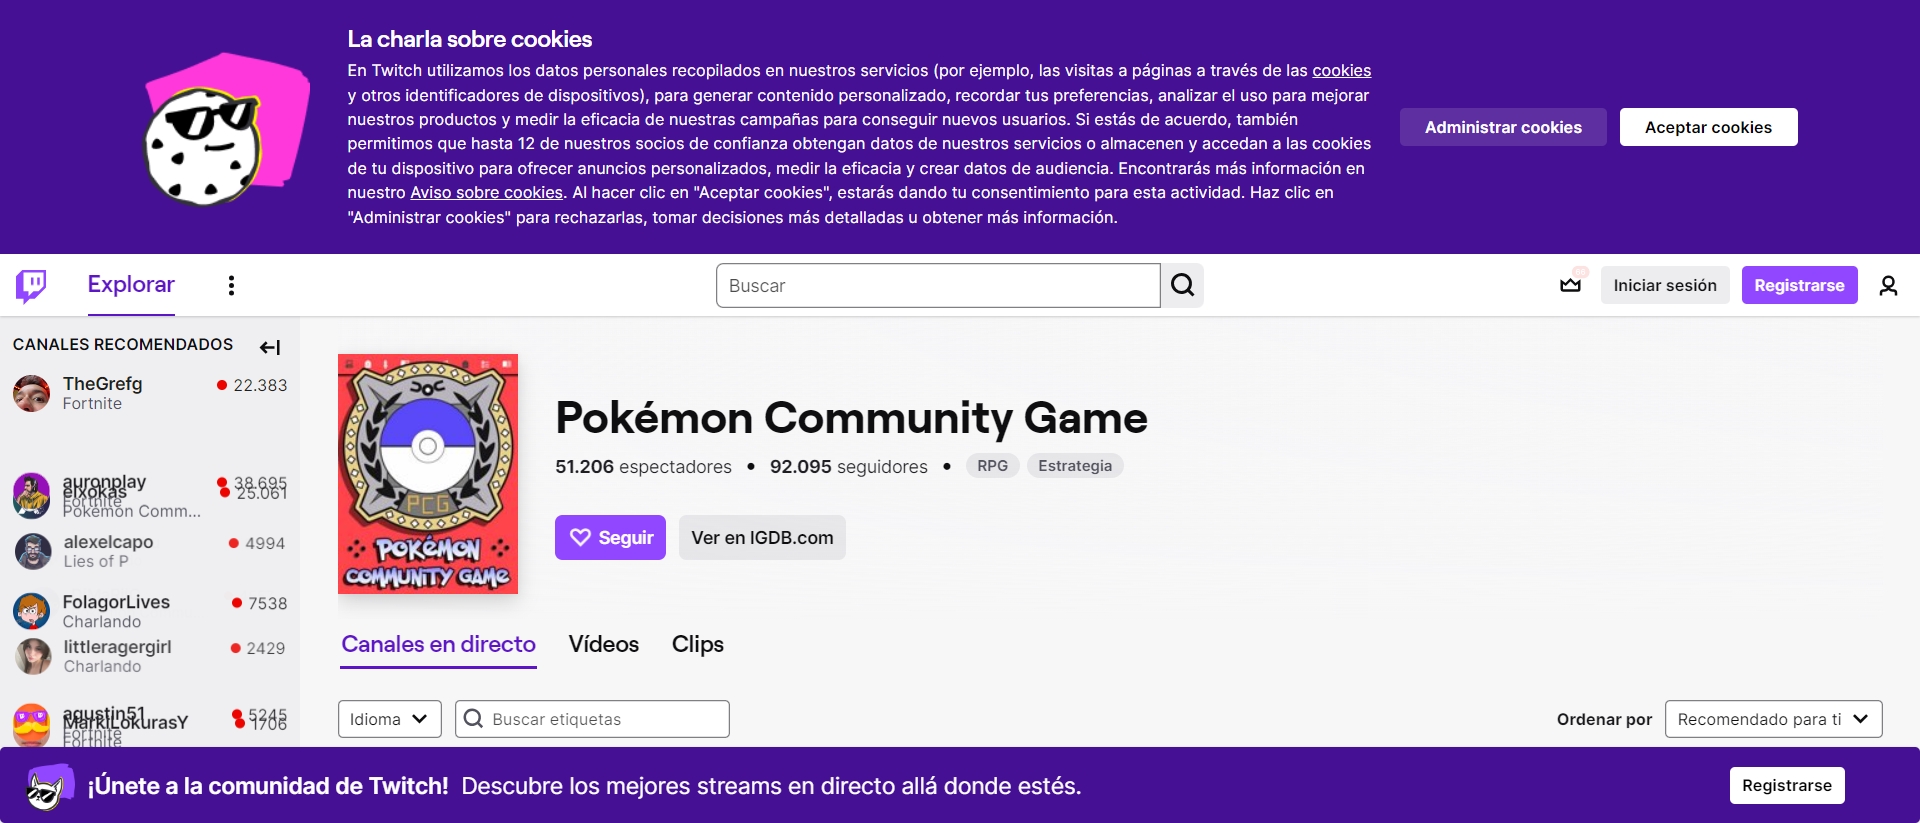 La charla sobre cookies
En Twitch utilizamos los datos personales recopilados en nuestros servicios (por ejemplo, las visitas a páginas a través de las cookies
y otros identificadores de dispositivos), para generar contenido personalizado, recordar tus preferencias, analizar el uso para mejorar
nuestros productos y medir la eficacia de nuestras campañas para conseguir nuevos usuarios. Si estás de acuerdo, también
permitimos que hasta 12 de nuestros socios de confianza obtengan datos de nuestros servicios o almacenen y accedan a las cookies
de tu dispositivo para ofrecer anuncios personalizados, medir la eficacia y crear datos de audiencia. Encontrarás más información en
nuestro Aviso sobre cookies. Al hacer clic en "Aceptar cookies", estarás dando tu consentimiento para esta actividad. Haz clic en
"Administrar cookies" para rechazarlas, tomar decisiones más detalladas u obtener más información.
Administrar cookies
Aceptar cookies
Explorar
Buscar
Iniciar sesión
Registrarse
CANALES RECOMENDADOS
TheGrefg 22.383
Fortnite
auronplay 38.695
elxokas 25.061
Fortnite
Pokémon Comm...
alexelcapo 4994
Lies of P
FolagorLives 7538
Charlando
littleragergirl 2429
Charlando
agustin51 5245
MarkiLokurasY 1706
Fortnite
Fortnite
PCG
POKéMON
COMMUNITY GAME
Pokémon Community Game
51.206 espectadores • 92.095 seguidores • RPG Estrategia
Seguir
Ver en IGDB.com
Canales en directo Vídeos Clips
Idioma
Buscar etiquetas
Ordenar por
Recomendado para ti
¡Únete a la comunidad de Twitch! Descubre los mejores streams en directo allá donde estés.
Registrarse